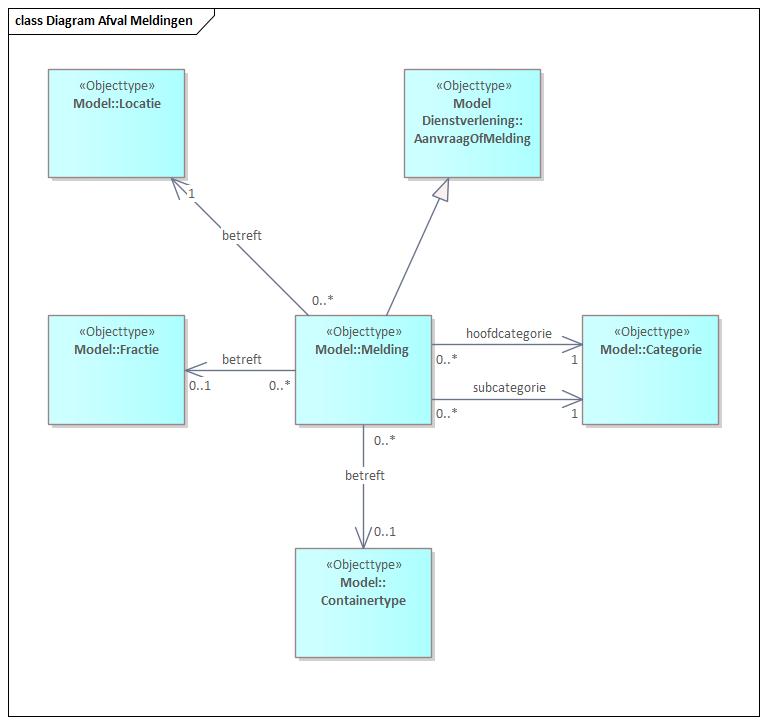 class Diagram Afval Meldingen
«Objecttype»
Model::Locatie
«Objecttype»
Model
Dienstverlening::
AanvraagOfMelding
1
betreft
0..*
«Objecttype»
Model::Fractie
betreft
0..1
0..*
«Objecttype»
Model::Melding
hoofdcategorie
0..*
1
subcategorie
0..*
1
«Objecttype»
Model::Categorie
0..*
betreft
0..1
«Objecttype»
Model::
Containertype